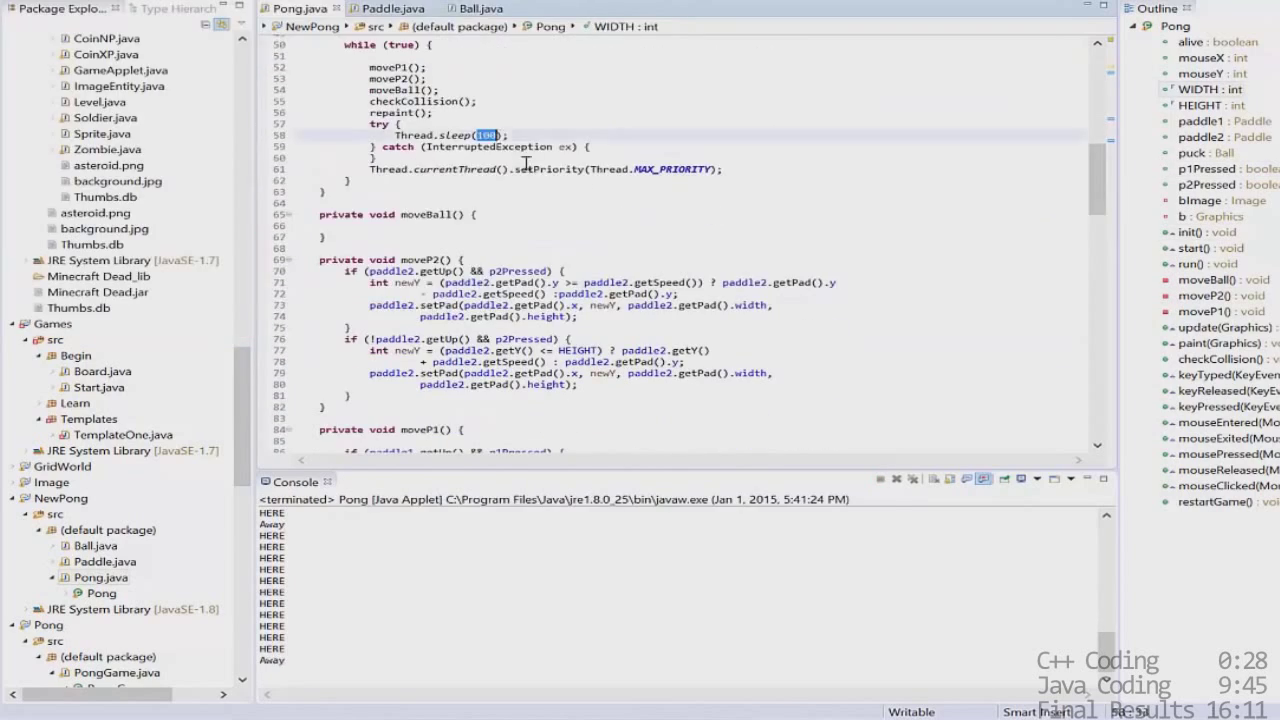 Package Explo...
Type Hierarch
CoinNP.java
CoinXP.java
GameApplet.java
ImageEntity.java
Level.java
Soldier.java
Sprite.java
Zombie.java
asteroid.png
background.jpg
Thumbs.db
asteroid.png
background.jpg
Thumbs.db
JRE System Library [JavaSE-1.7]
Minecraft Dead_lib
Minecraft Dead.jar
Thumbs.db
Games
src
Begin
Board.java
Start.java
Learn
Templates
TemplateOne.java
JRE System Library [JavaSE-1.7]
GridWorld
Image
NewPong
src
(default package)
Ball.java
Paddle.java
Pong.java
Pong
JRE System Library [JavaSE-1.8]
Pong
src
(default package)
PongGame.java
Pong.java
Paddle.java
Ball.java
NewPong
src
(default package)
Pong
WIDTH : int
50 while (true) {
51
52 movePl();
53 moveP2();
54 moveBall();
55 checkCollision();
56 repaint();
57 try {
58 Thread.sleep(100);
59 } catch (InterruptedException ex) {
60 }
61 Thread.currentThread().setPriority(Thread.MAX_PRIORITY);
62 }
63 }
64
65 private void moveBall() {
66
67 }
68
69 private void moveP2() {
70 if (paddle2.getUp() && p2Pressed) {
71 int newY = (paddle2.getPad().y >= paddle2.getSpeed()) ? paddle2.getPad().y
72 - paddle2.getSpeed() :paddle2.getPad().y;
73 paddle2.setPad(paddle2.getPad().x, newY, paddle2.getPad().width,
74 paddle2.getPad().height);
75 }
76 if (!paddle2.getUp() && p2Pressed) {
77 int newY = (paddle2.getY() <= HEIGHT) ? paddle2.getY()
78 + paddle2.getSpeed() : paddle2.getPad().y;
79 paddle2.setPad(paddle2.getPad().x, newY, paddle2.getPad().width,
80 paddle2.getPad().height);
81 }
82 }
83
84 private void moveP1() {
85
Console
<terminated> Pong [Java Applet] C:\Program Files\Java\jre1.8.0_25\bin\javaw.exe (Jan 1, 2015, 5:41:24 PM)
HERE
Away
HERE
HERE
HERE
HERE
HERE
HERE
HERE
HERE
HERE
HERE
HERE
Away
Outline
Pong
alive : boolean
mouseX : int
mouseY : int
WIDTH : int
HEIGHT : int
paddle1 : Paddle
paddle2 : Paddle
puck : Ball
p1Pressed : boolean
p2Pressed : boolean
bImage : Image
b : Graphics
init() : void
start() : void
run() : void
moveBall() : void
moveP2() : void
moveP1() : void
update(Graphics) : void
paint(Graphics) : void
checkCollision() : void
keyTyped(KeyEve
keyReleased(KeyE
keyPressed(KeyEve
mouseEntered(Mo
mouseExited(Mou
mousePressed(Mo
mouseReleased(M
mouseClicked(Mo
restartGame() : vo
C++ Coding 0:28
Java Coding 9:45
Final Results 16:11
Writable
Smart Insert